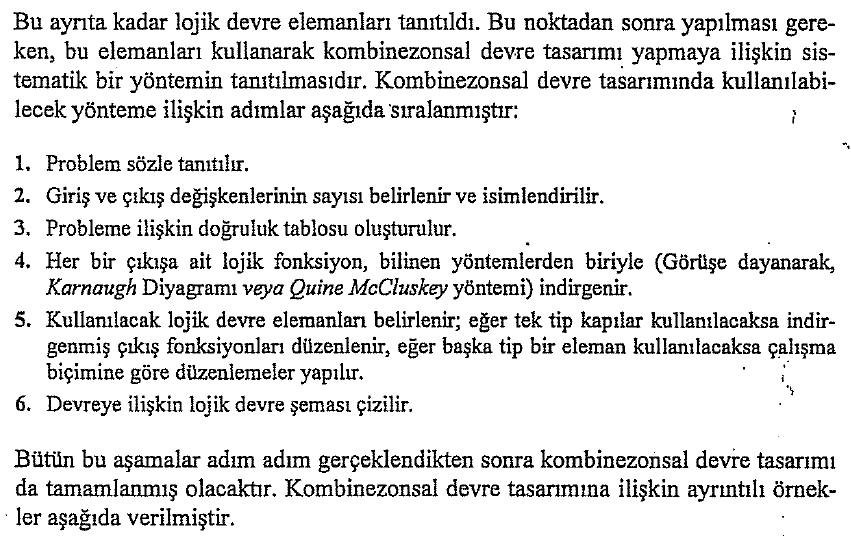 Bu ayrıta kadar lojik devre elemanları tanıtıldı. Bu noktadan sonra yapılması gere-
ken, bu elemanları kullanarak kombinezonsal devre tasarımı yapmaya ilişkin sis-
tematik bir yöntemin tanıtılmasıdır. Kombinezonsal devre tasarımında kullanılabi-
lecek yönteme ilişkin adımlar aşağıda sıralanmıştır:
1. Problem sözle tanıtılır.
2. Giriş ve çıkış değişkenlerinin sayısı belirlenir ve isimlendirilir.
3. Probleme ilişkin doğruluk tablosu oluşturulur.
4. Her bir çıkışa ait lojik fonksiyon, bilinen yöntemlerden biriyle (Görüşe dayanarak,
Karnaugh Diyagramı veya Quine McCluskey yöntemi) indirgenir.
5. Kullanılacak lojik devre elemanları belirlenir; eğer tek tip kapılar kullanılacaksa indir-
genmiş çıkış fonksiyonları düzenlenir, eğer başka tip bir eleman kullanılacaksa çalışma
biçimine göre düzenlemeler yapılır.
6. Devreye ilişkin lojik devre şeması çizilir.
Bütün bu aşamalar adım adım gerçeklendikten sonra kombinezonsal devre tasarımı
da tamamlanmış olacaktır. Kombinezonsal devre tasarımına ilişkin ayrıntılı örnek-
ler aşağıda verilmiştir.